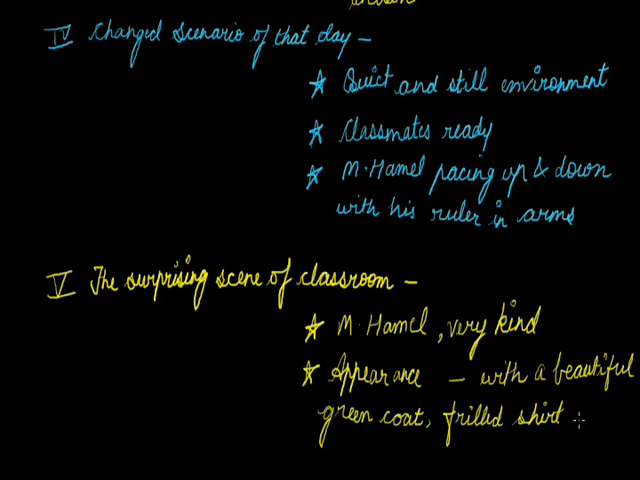 IV Changed scenario of that day -
☆ Quiet and still environment
☆ Classmates ready
☆ M. Hamel pacing up & down
with his ruler in arms
V The surprising scene of classroom -
☆ M. Hamel, very kind
☆ Appearance - with a beautiful
green coat, frilled shirt